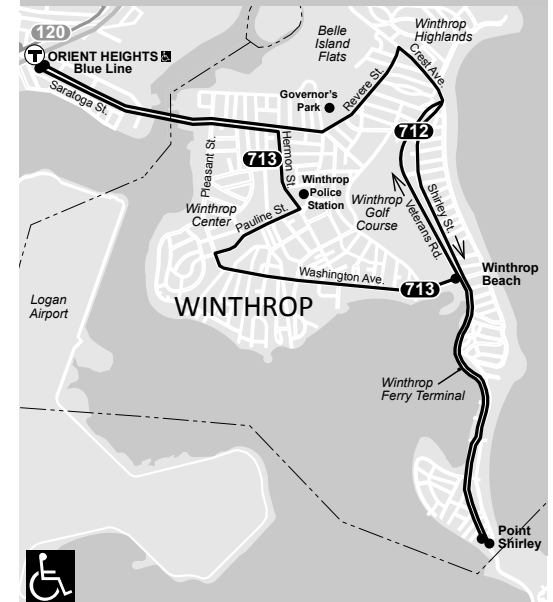 120
T
ORIENT HEIGHTS
Blue Line
Saratoga St.
Belle
Island
Flats
Winthrop
Highlands
Crest Ave.
Revere St.
Governor's
Park
712
713
Hermon St.
Pleasant St.
Winthrop
Police
Station
Winthrop
Center
Pauline St.
Winthrop
Golf
Course
Shirley St.
Veterans Rd.
Washington Ave.
713
Winthrop
Beach
Logan
Airport
WINTHROP
Winthrop
Ferry Terminal
Point
Shirley